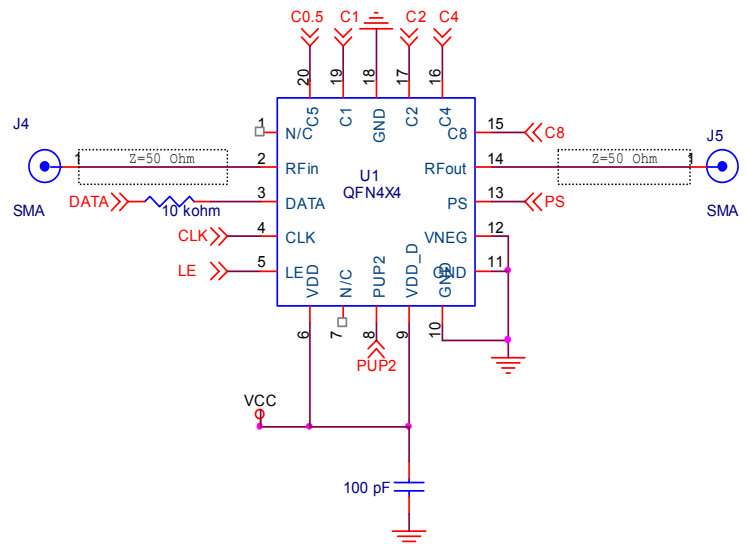 C0.5 C1 C2 C4
20 19 18 17 16
C5 C1 GND C2 C4
J4
1 N/C
C8 15 C8
J5
1 Z=50 Ohm 2 RFin
RFout 14 Z=50 Ohm 1
U1
QFN4X4
SMA
DATA 10 kohm 3 DATA
PS 13 PS
SMA
CLK 4 CLK
VNEG 12
LE 5 LE
GND 11
VDD N/C PUP2 VDD_D GND
6 7 8 9 10
PUP2
VCC
100 pF